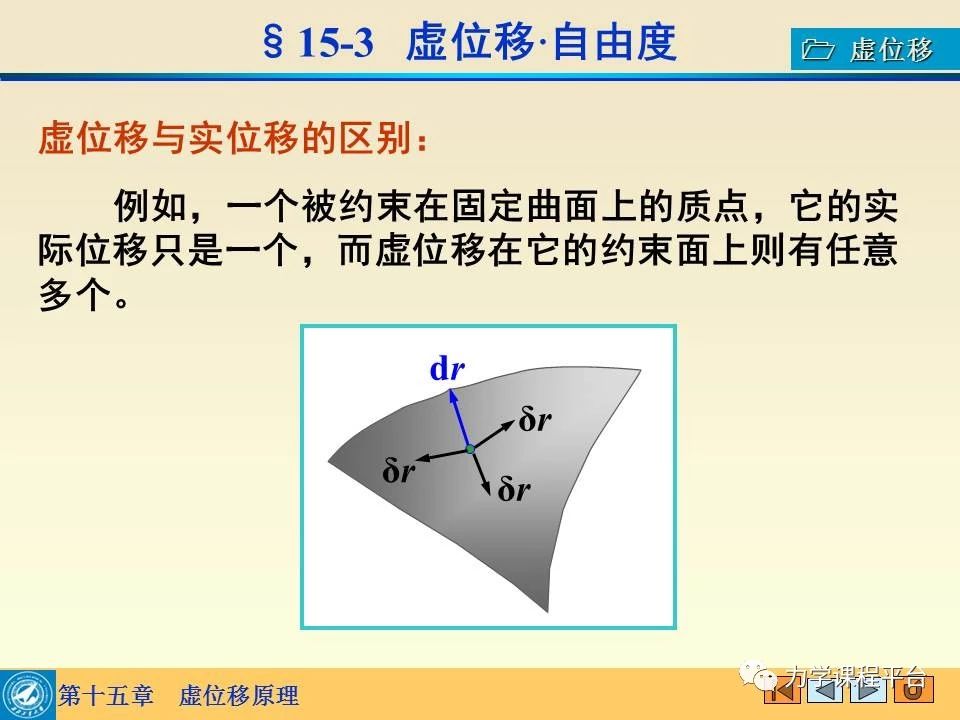 §15-3 虚位移·自由度
虚位移
虚位移与实位移的区别：
例如，一个被约束在固定曲面上的质点，它的实
际位移只是一个，而虚位移在它的约束面上则有任意
多个。
dr
δr
δr
δr
第十五章 虚位移原理
力学课程平台